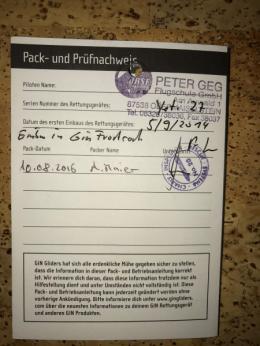 Pack- und Prüfnachweis
PETER GEG
Flugschule GmbH
Am Auwald 1
Piloten Name:
Serien Nummer des Rettungsgerätes:
Datum des ersten Einbaus des Rettungsgerätes: 5/9/2014
Pack-Datum
Packer Name
10.08.2016
GIN Gliders hat sich alle erdenkliche Mühe gegeben sicher zu stellen,
dass die Information in dieser Pack- und Betriebsanleitung korrekt
ist. Wir erinnern dich daran, dass diese Information trotzdem nur als
Hilfestellung dient und unter Umständen nicht vollständig ist. Diese
Pack- und Betriebsanleitung kann jederzeit geändert werden ohne
vorherige Ankündigung. Bitte informiere dich unter www.gingliders.
com über die neuesten Informationen zu deinem GIN Rettungsgerät
und anderen GIN Produkten.